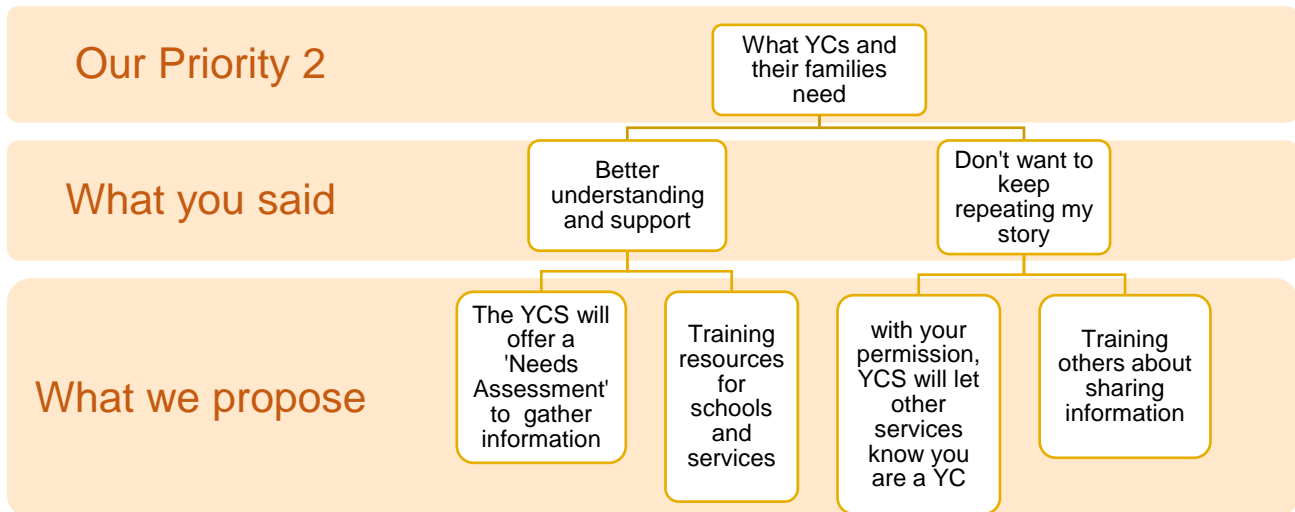 Our Priority 2
What YCs and
their families
need
What you said
Better
understanding
and support
Don't want to
keep
repeating my
story
What we propose
The YCS will
offer a
'Needs
Assessment'
to gather
information
Training
resources
for
schools
and
services
with your
permission,
YCS will let
other
services
know you
are a YC
Training
others about
sharing
information